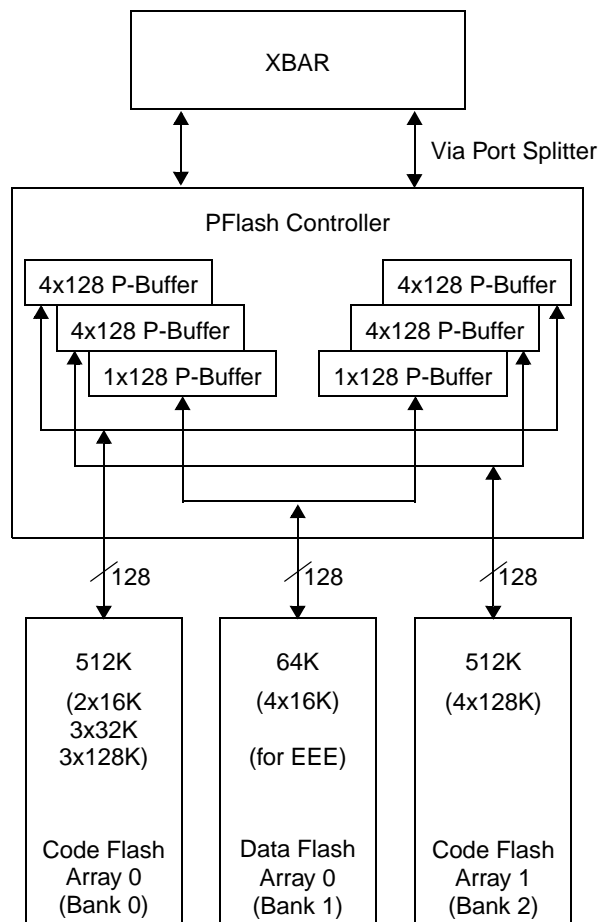 XBAR
Via Port Splitter
PFlash Controller
4x128 P-Buffer
4x128 P-Buffer
4x128 P-Buffer
4x128 P-Buffer
1x128 P-Buffer
1x128 P-Buffer
128
128
128
512K
(2x16K
3x32K
3x128K)
Code Flash
Array 0
(Bank 0)
64K
(4x16K)
(for EEE)
Data Flash
Array 0
(Bank 1)
512K
(4x128K)
Code Flash
Array 1
(Bank 2)